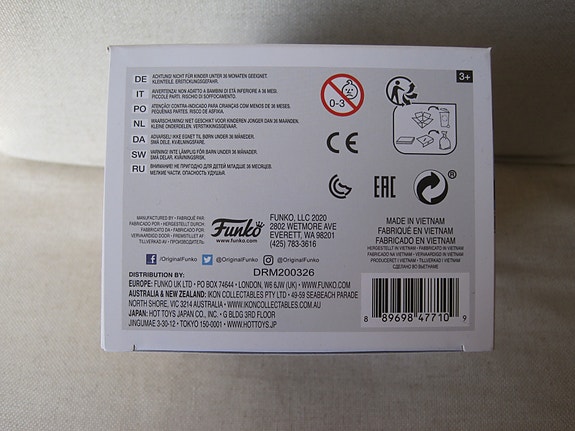 DE ACHTUNG! NICHT FÜR KINDER UNTER 36 MONATEN GEEIGNET.
KLEINTEILE. ERSTICKUNGSGEFAHR.
IT AVVERTENZA! NON ADATTO A BAMBINI DI ETÀ INFERIORE A 36 MESI.
PICCOLE PARTI. RISCHIO DI SOFFOCAMENTO.
PO ATENÇÃO! CONTRA-INDICADO PARA CRIANÇAS COM MENOS DE 36 MESES.
PEQUENAS PARTES. RISCO DE ASFIXIA.
NL WAARSCHUWING! NIET GESCHIKT VOOR KINDEREN JONGER DAN 36 MAANDEN.
KLEINE ONDERDELEN. VERSTIKKINGSGEVAAR.
DA ADVARSEL! IKKE EGNET TIL BØRN UNDER 36 MÅNEDER.
SMÅ DELE. KVÆLNINGSFARE.
SW VARNING! INTE LÄMPLIG FÖR BARN UNDER 36 MÅNADER.
SMÅ DELAR. KVÄVNINGSRISK.
RU ВНИМАНИЕ! НЕ ПРИГОДНО ДЛЯ ДЕТЕЙ МЛАДШЕ 36 МЕСЯЦЕВ.
МЕЛКИЕ ЧАСТИ. ОПАСНОСТЬ УДУШЬЯ.
0-3
3+
CE
EAC
®
MANUFACTURED BY • FABRIQUÉ PAR
FABRICADO POR • HERGESTELLT DURCH
FABBRICATO DA • FABRICADO POR
VERVAARDIGD DOOR • FREMSTILLET AF
TILLVERKAD AV • ПРОИЗВОДИТЕЛЬ
Funko
www.funko.com
FUNKO, LLC 2020
2802 WETMORE AVE
EVERETT, WA 98201
(425) 783-3616
MADE IN VIETNAM
FABRIQUÉ EN VIETNAM
FABRICADO EN VIETNAM
HERGESTELLT IN VIETNAM • FABBRICATO IN VIETNAM
FABRICADO NO VIETNAM • VERVAARDIGD IN VIETNAM
PRODUCERET I VIETNAM • TILLVERKAD I VIETNAM
СДЕЛАНО ВО ВЬЕТНАМЕ
@OriginalFunko @OriginalFunko @OriginalFunko
DRM200326
DISTRIBUTION BY:
EUROPE: FUNKO UK LTD • PO BOX 74644 • LONDON, W6 6JW (UK) • WWW.FUNKO.COM
AUSTRALIA & NEW ZEALAND: IKON COLLECTABLES PTY LTD • 49-59 SEABEACH PARADE
NORTH SHORE, VIC 3214 AUSTRALIA • WWW.IKONCOLLECTABLES.COM.AU
JAPAN: HOT TOYS JAPAN CO., INC. • G BLDG 3RD FLOOR
JINGUMAE 3-30-12 • TOKYO 150-0001 • WWW.HOTTOYS.JP
8 89698 47710 9